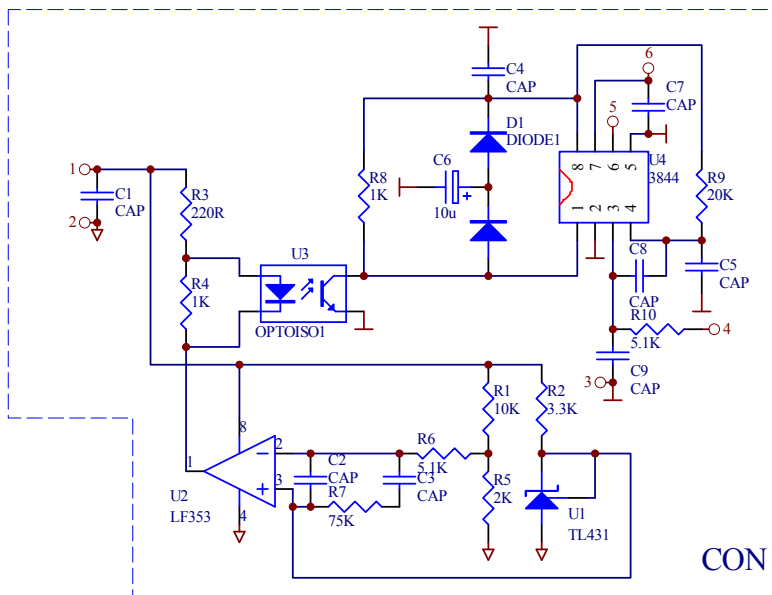 C4
CAP
6
C7
CAP
5
D1
DIODE1
C6
10u
8
7
6
5
U4
3844
1
2
3
4
R8
1K
R9
20K
1
2
C1
CAP
R3
220R
R4
1K
U3
OPTOISO1
C8
CAP
C5
CAP
R10
5.1K
4
C9
CAP
3
R1
10K
R2
3.3K
8
2
1
3
4
U2
LF353
R6
5.1K
C2
CAP
C3
CAP
R7
75K
R5
2K
U1
TL431
CON